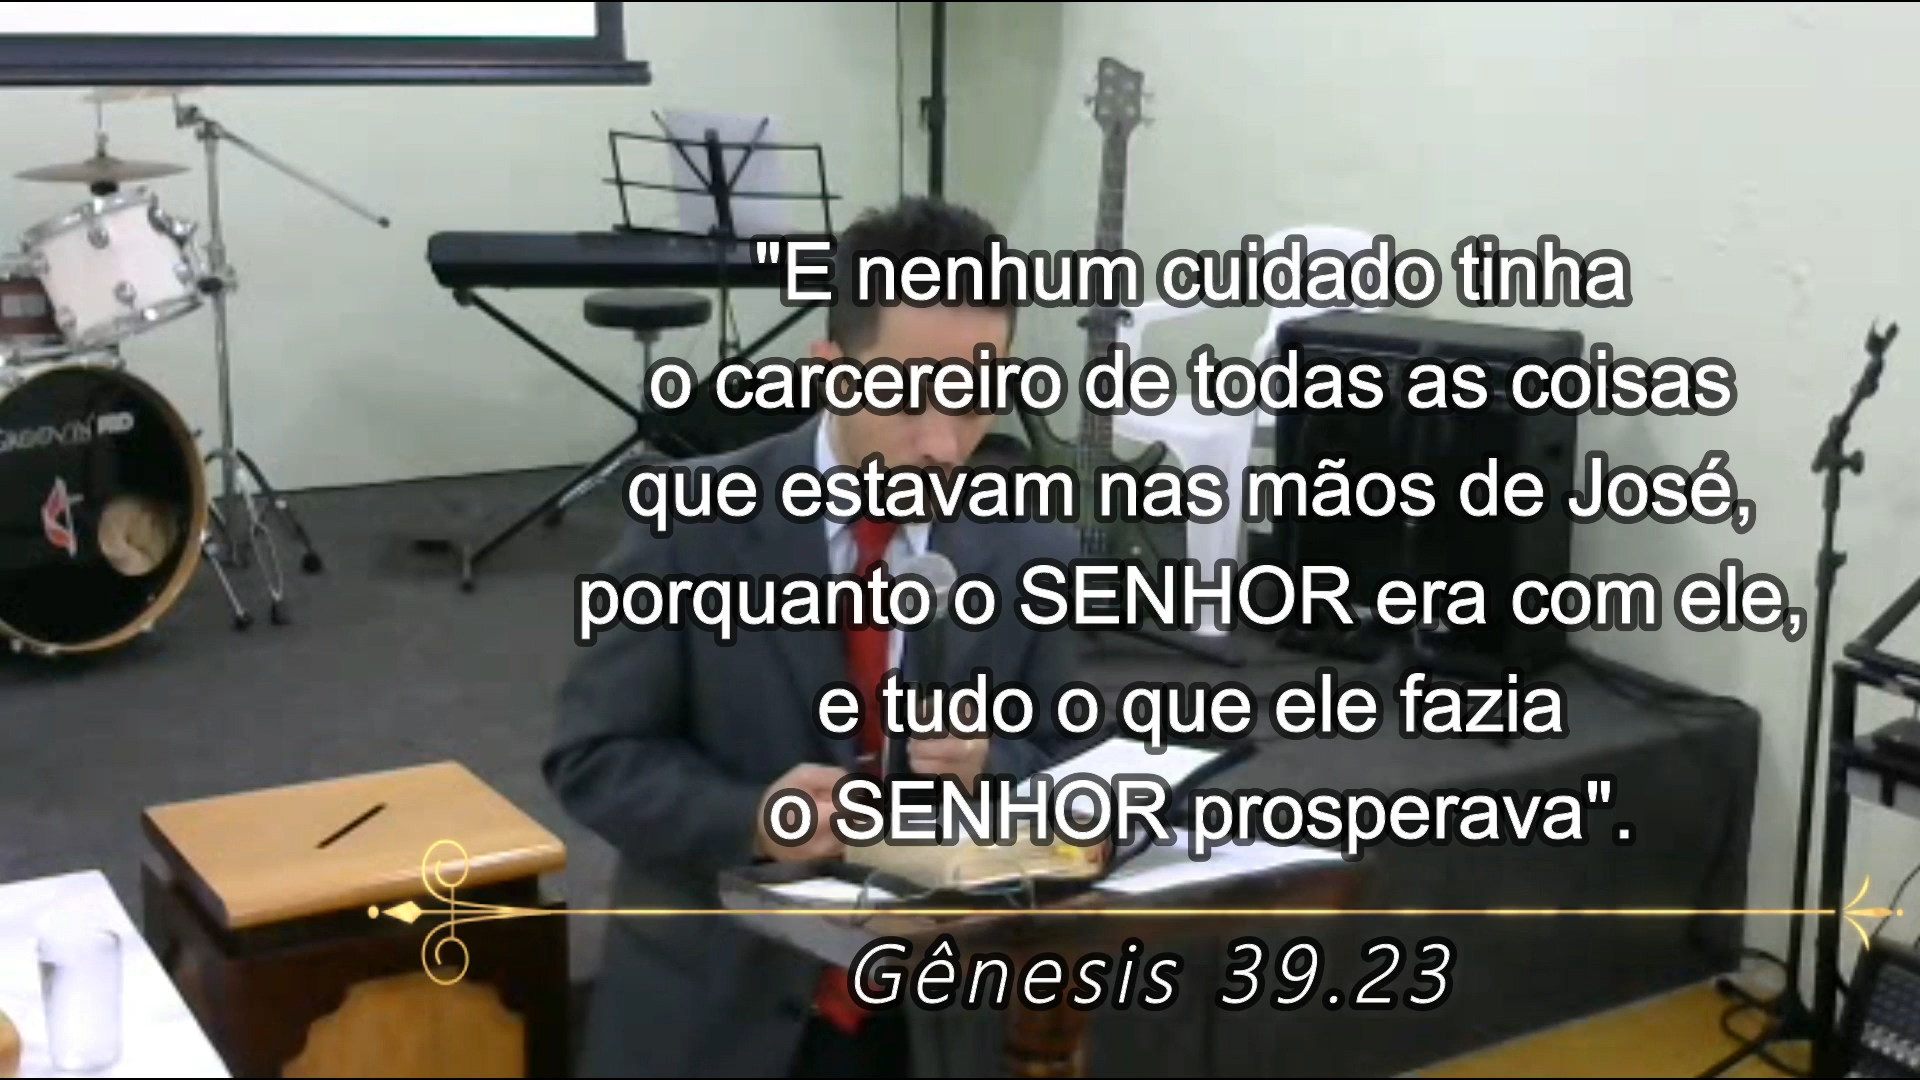 "E nenhum cuidado tinha
o carcereiro de todas as coisas
que estavam nas mãos de José,
porquanto o SENHOR era com ele,
e tudo o que ele fazia
o SENHOR prosperava".
Gênesis 39.23